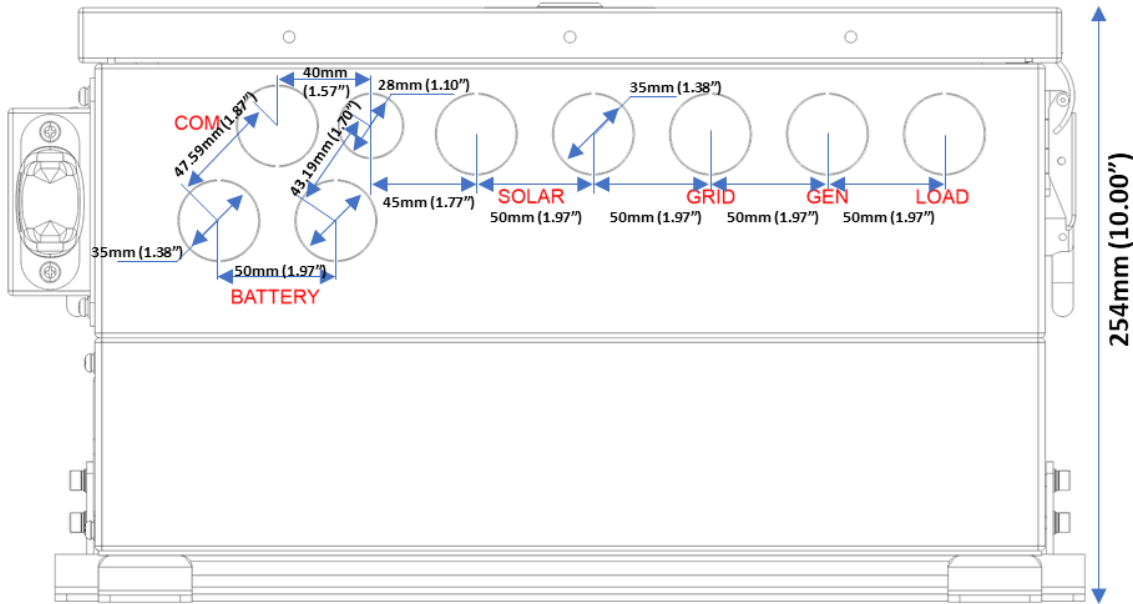 40mm
(1.57")
28mm (1.10")
35mm (1.38")
COM
47.59mm(1.87")
43.19mm(1.70")
45mm (1.77")
SOLAR
GRID
GEN
LOAD
50mm (1.97")
50mm (1.97")
50mm (1.97")
50mm (1.97")
35mm (1.38")
50mm (1.97")
BATTERY
254mm (10.00")